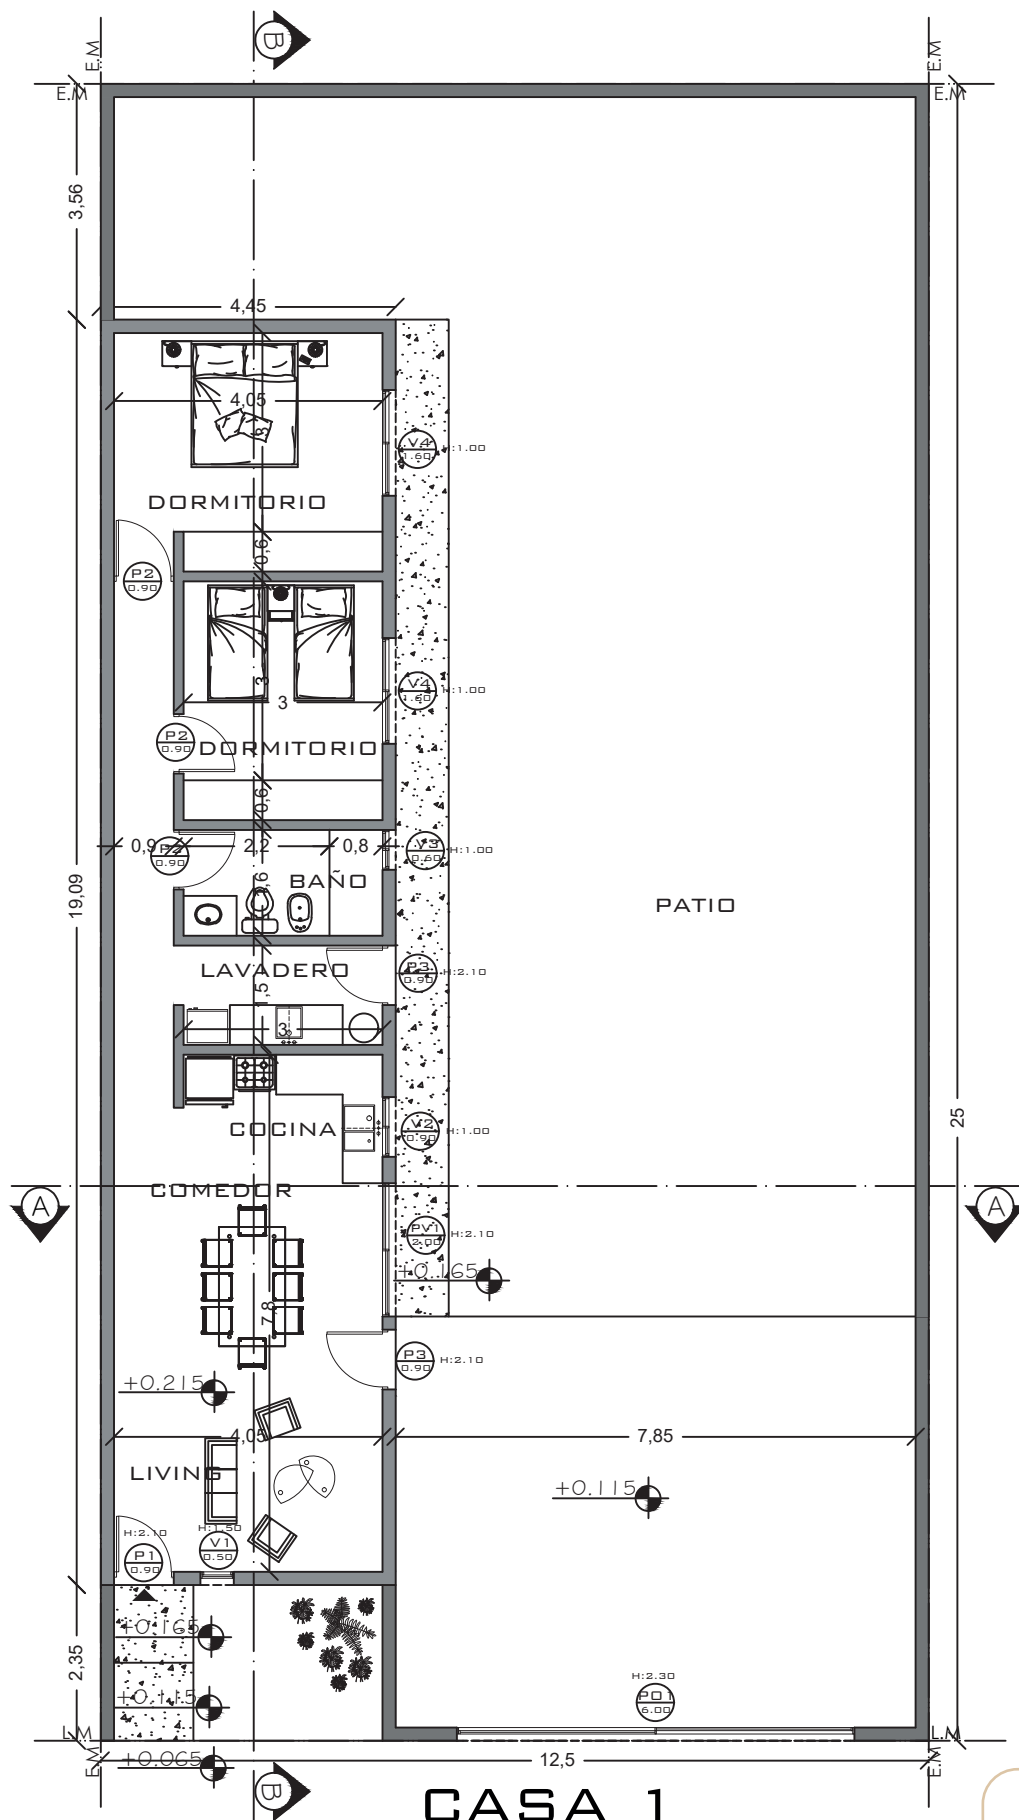 B
E.M
E.M
E.M
E.M
3,56
4,45
4,05
3
V4
1.60
H:1.00
DORMITORIO
0,6
P2
0.90
V4
1.60
H:1.00
3
3
P2
0.90
DORMITORIO
0,6
0,9
2,2
0,8
P2
0.90
V3
0.60
H:1.00
BAÑO
1,6
19,09
PATIO
LAVADERO
P3
0.90
H:2.10
1,5
3
COCINA
V2
0.90
H:1.00
25
COMEDOR
A
A
PV1
2.00
H:2.10
+0.165
7,8
P3
0.90
H:2.10
+0.215
4,05
7,85
LIVING
+0.115
H:2.10
P1
0.90
H:1.50
V1
0.50
+0.165
2,35
H:2.30
PO1
6.00
+0.115
L.M
L.M
E.M
E.M
+0.065
12,5
B
CASA 1